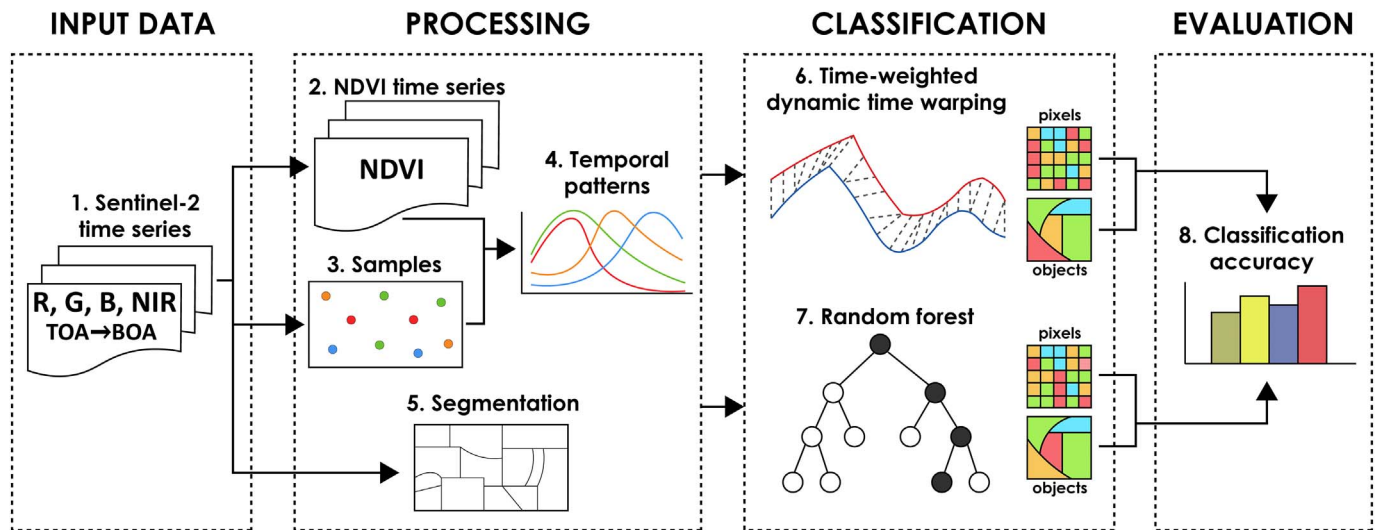 INPUT DATA
PROCESSING
CLASSIFICATION
EVALUATION
1. Sentinel-2
time series
R, G, B, NIR
TOA→BOA
2. NDVI time series
NDVI
3. Samples
4. Temporal
patterns
5. Segmentation
6. Time-weighted
dynamic time warping
pixels
objects
7. Random forest
pixels
objects
8. Classification
accuracy